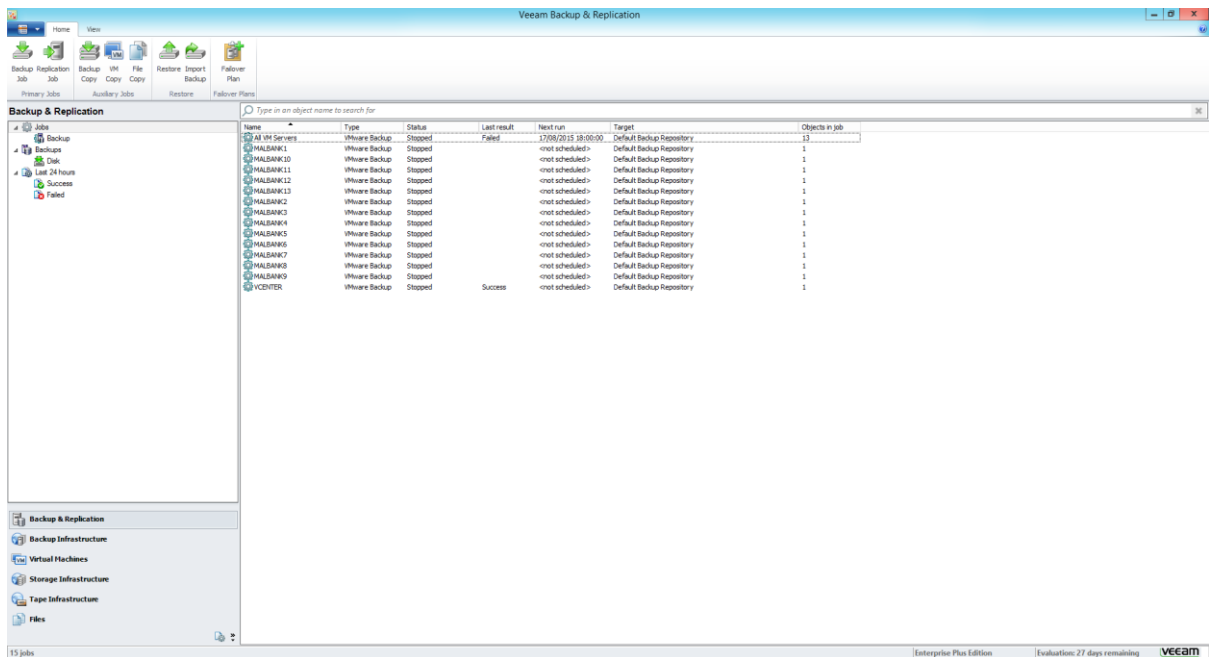 Veeam Backup & Replication
Home View
Backup Job
Replication Job
Backup Copy
VM Copy
File Copy
Restore
Import Backup
Failover Plan
Primary Jobs Auxiliary Jobs Restore Failover Plans
Backup & Replication
Jobs
Backup
Backups
Disk
Last 24 hours
Success
Failed
Type in an object name to search for
Name Type Status Last result Next run Target Objects in job
All VM Servers VMware Backup Stopped Failed 17/08/2015 18:00:00 Default Backup Repository 13
MALBANK1 VMware Backup Stopped <not scheduled> Default Backup Repository 1
MALBANK10 VMware Backup Stopped <not scheduled> Default Backup Repository 1
MALBANK11 VMware Backup Stopped <not scheduled> Default Backup Repository 1
MALBANK12 VMware Backup Stopped <not scheduled> Default Backup Repository 1
MALBANK13 VMware Backup Stopped <not scheduled> Default Backup Repository 1
MALBANK2 VMware Backup Stopped <not scheduled> Default Backup Repository 1
MALBANK3 VMware Backup Stopped <not scheduled> Default Backup Repository 1
MALBANK4 VMware Backup Stopped <not scheduled> Default Backup Repository 1
MALBANK5 VMware Backup Stopped <not scheduled> Default Backup Repository 1
MALBANK6 VMware Backup Stopped <not scheduled> Default Backup Repository 1
MALBANK7 VMware Backup Stopped <not scheduled> Default Backup Repository 1
MALBANK8 VMware Backup Stopped <not scheduled> Default Backup Repository 1
MALBANK9 VMware Backup Stopped <not scheduled> Default Backup Repository 1
VCENTER VMware Backup Stopped Success <not scheduled> Default Backup Repository 1
Backup & Replication
Backup Infrastructure
Virtual Machines
Storage Infrastructure
Tape Infrastructure
Files
15 jobs
Enterprise Plus Edition
Evaluation: 27 days remaining
veeam